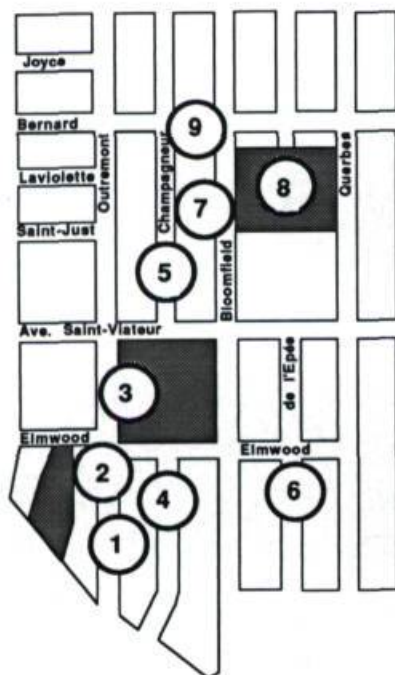 Joyce
Bernard
9
Laviolette
Outremont
Champagneur
8
Querbes
7
Saint-Just
Bloomfield
5
Ave. Saint-Viateur
de l'Epée
3
Elmwood
Elmwood
2
4
6
1